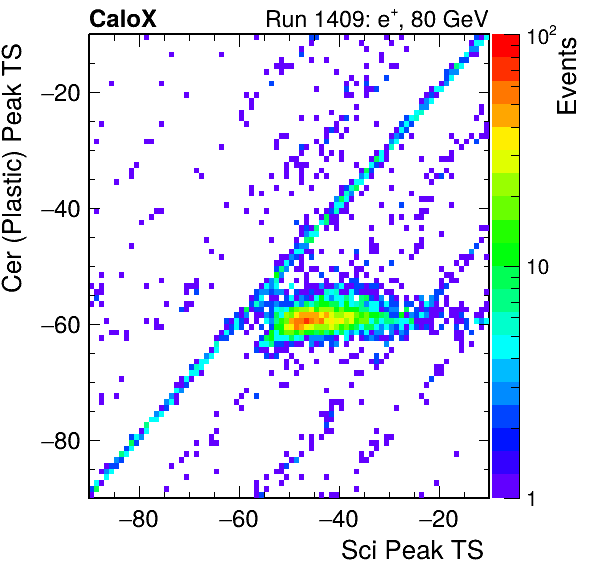 CaloX Run 1409: e⁺, 80 GeV
Cer (Plastic) Peak TS
−20
−40
−60
−80
−80 −60 −40 −20
Sci Peak TS
10²
10
1
Events